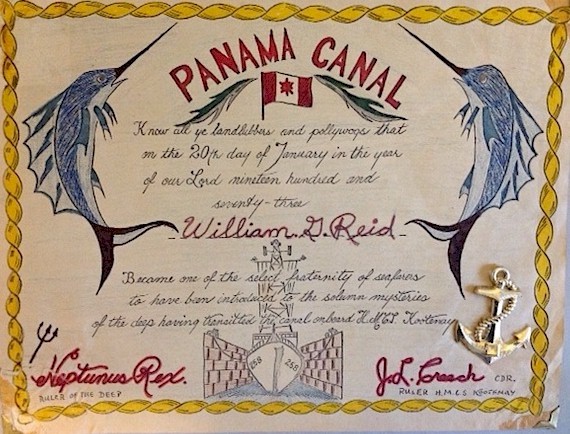 PANAMA CANAL
Know all ye landlubbers and pollywogs that
on the 20th day of January in the year
of our Lord nineteen hundred and
seventy-three
William. G. Reid
Became one of the select fraternity of seafarers
to have been introduced to the solemn mysteries
of the deep having transitted the canal onboard H.M.C.S. Kootenay
258 258
Neptunus Rex.
RULER OF THE DEEP
J.L. Creech CDR.
RULER H.M.C.S KOOTENAY